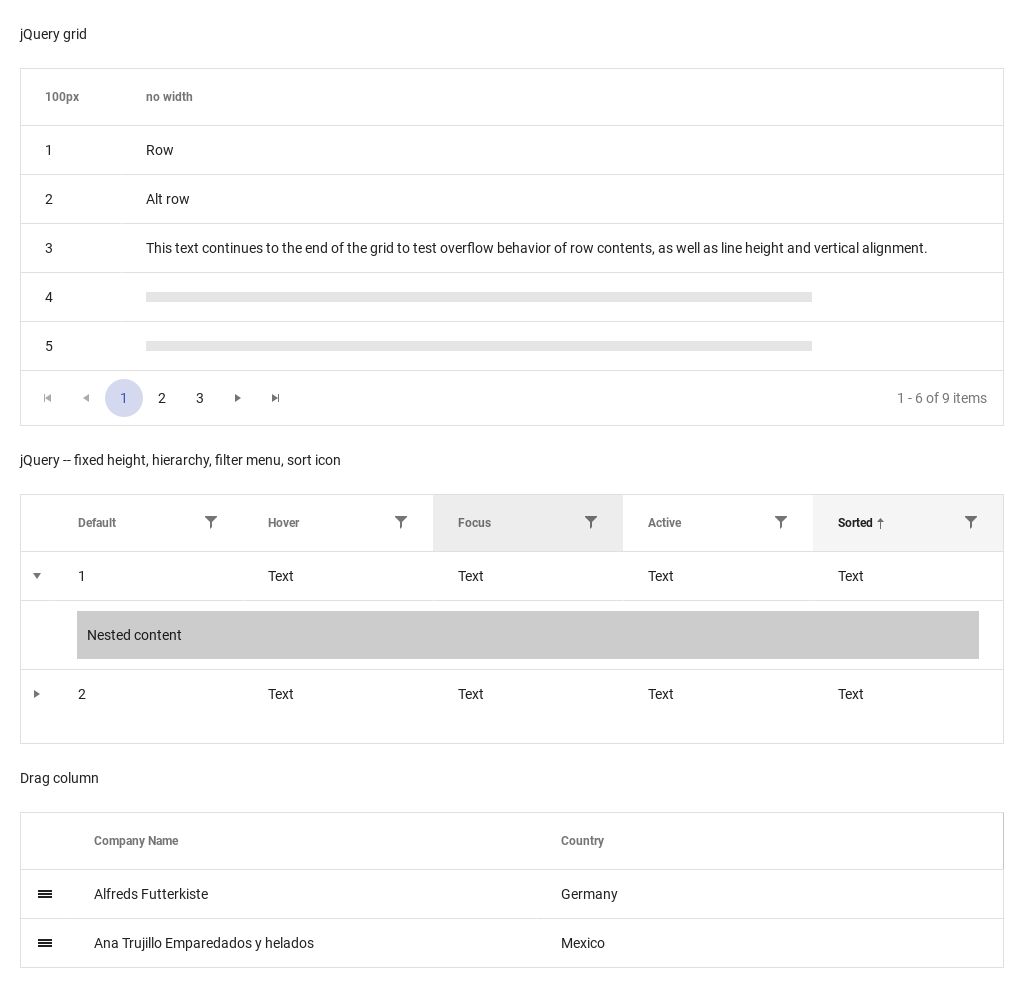 jQuery grid
100px no width
1 Row
2 Alt row
3 This text continues to the end of the grid to test overflow behavior of row contents, as well as line height and vertical alignment.
4
5
1 2 3 1 - 6 of 9 items
jQuery -- fixed height, hierarchy, filter menu, sort icon
Default Hover Focus Active Sorted
1 Text Text Text Text
Nested content
2 Text Text Text Text
Drag column
Company Name Country
Alfreds Futterkiste Germany
Ana Trujillo Emparedados y helados Mexico